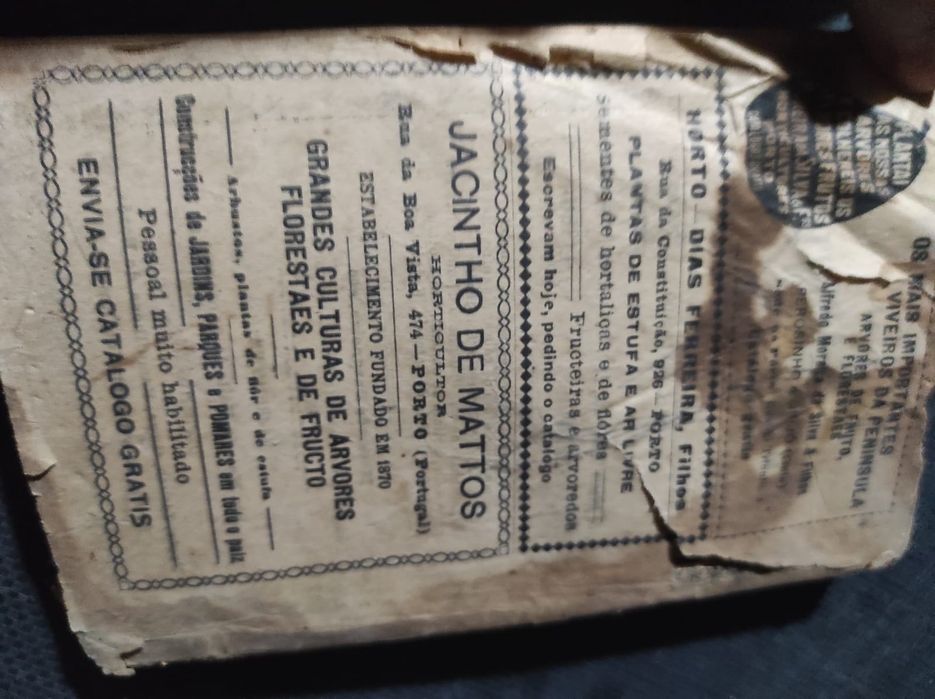 OS MAIS IMPORTANTES
VIVEIROS DA PENINSULA
ARVORES DE FRUTO,
E FLORESTAES
Alfredo Moreira da Silva & Filhos
HORTO—DIAS FERREIRA, Filhos
PLANTAS DE ESTUFA E AR LIVRE
Rua da Constituição, 926—PORTO
sementes de hortaliças e de flôres
Fructeiras e arvoredos
Escrevam hoje, pedindo o catalogo
JACINTHO DE MATTOS
HORTICULTOR
Rua da Boa Vista, 474—PORTO (Portugal)
ESTABELECIMENTO FUNDADO EM 1870
GRANDES CULTURAS DE ÁRVORES
FLORESTAES E DE FRUCTO
Arbustos, plantas de flôr e de estufa
Construcções de JARDINS, PARQUES e POMARES em todo o paiz
Pessoal muito habilitado
ENVIA-SE CATALOGO GRATIS